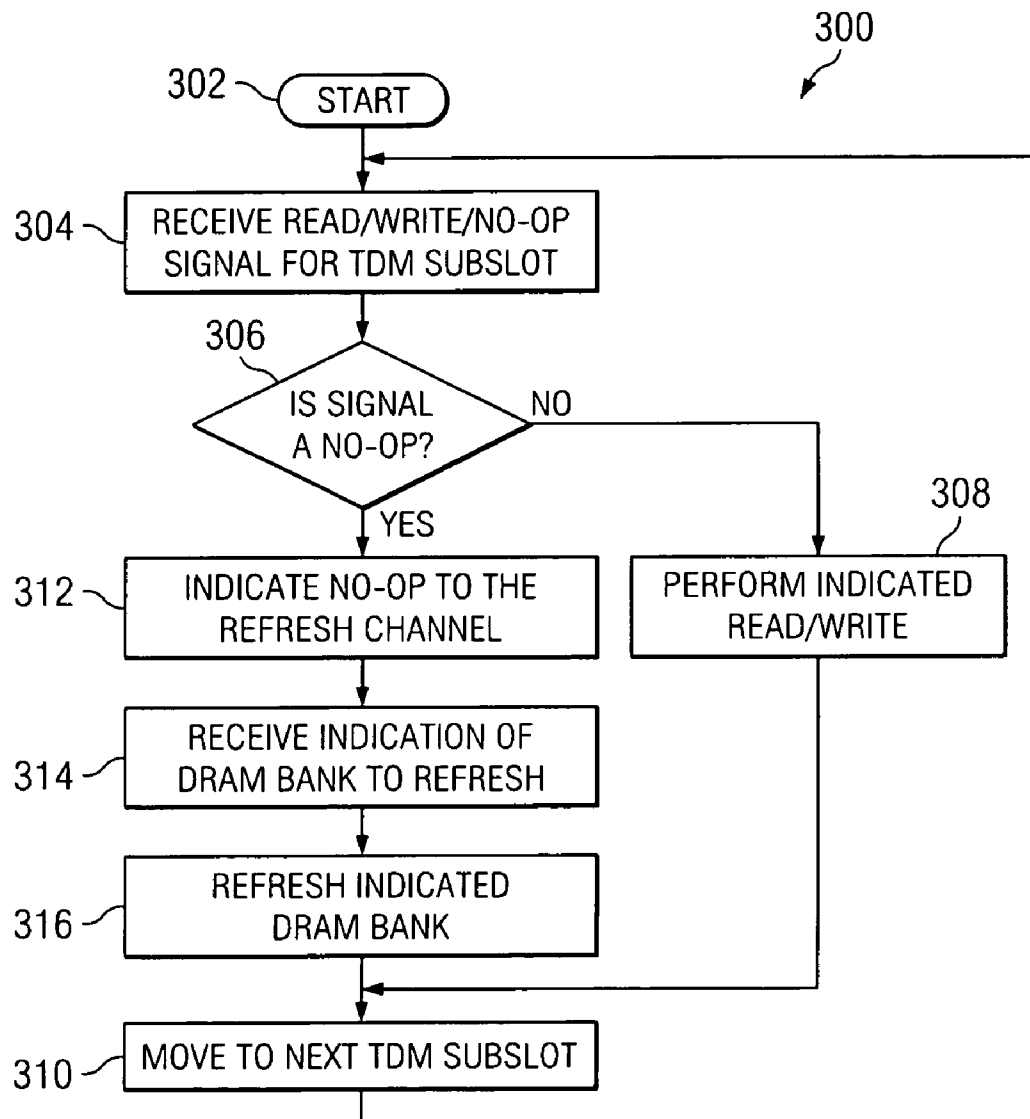 300
302
START
304
RECEIVE READ/WRITE/NO-OP
SIGNAL FOR TDM SUBSLOT
306
IS SIGNAL
A NO-OP?
NO
YES
308
312
INDICATE NO-OP TO THE
REFRESH CHANNEL
PERFORM INDICATED
READ/WRITE
314
RECEIVE INDICATION OF
DRAM BANK TO REFRESH
316
REFRESH INDICATED
DRAM BANK
310
MOVE TO NEXT TDM SUBSLOT